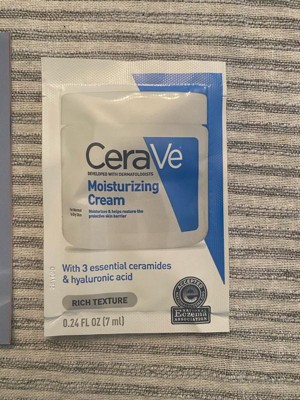 CeraVe
DEVELOPED WITH DERMATOLOGISTS
Moisturizing
Cream
Moisturizes & helps restore the
protective skin barrier
With 3 essential ceramides
& hyaluronic acid
RICH TEXTURE
0.24 FL OZ (7 ml)
ACCEPTED
NATIONAL
Eczema
ASSOCIATION